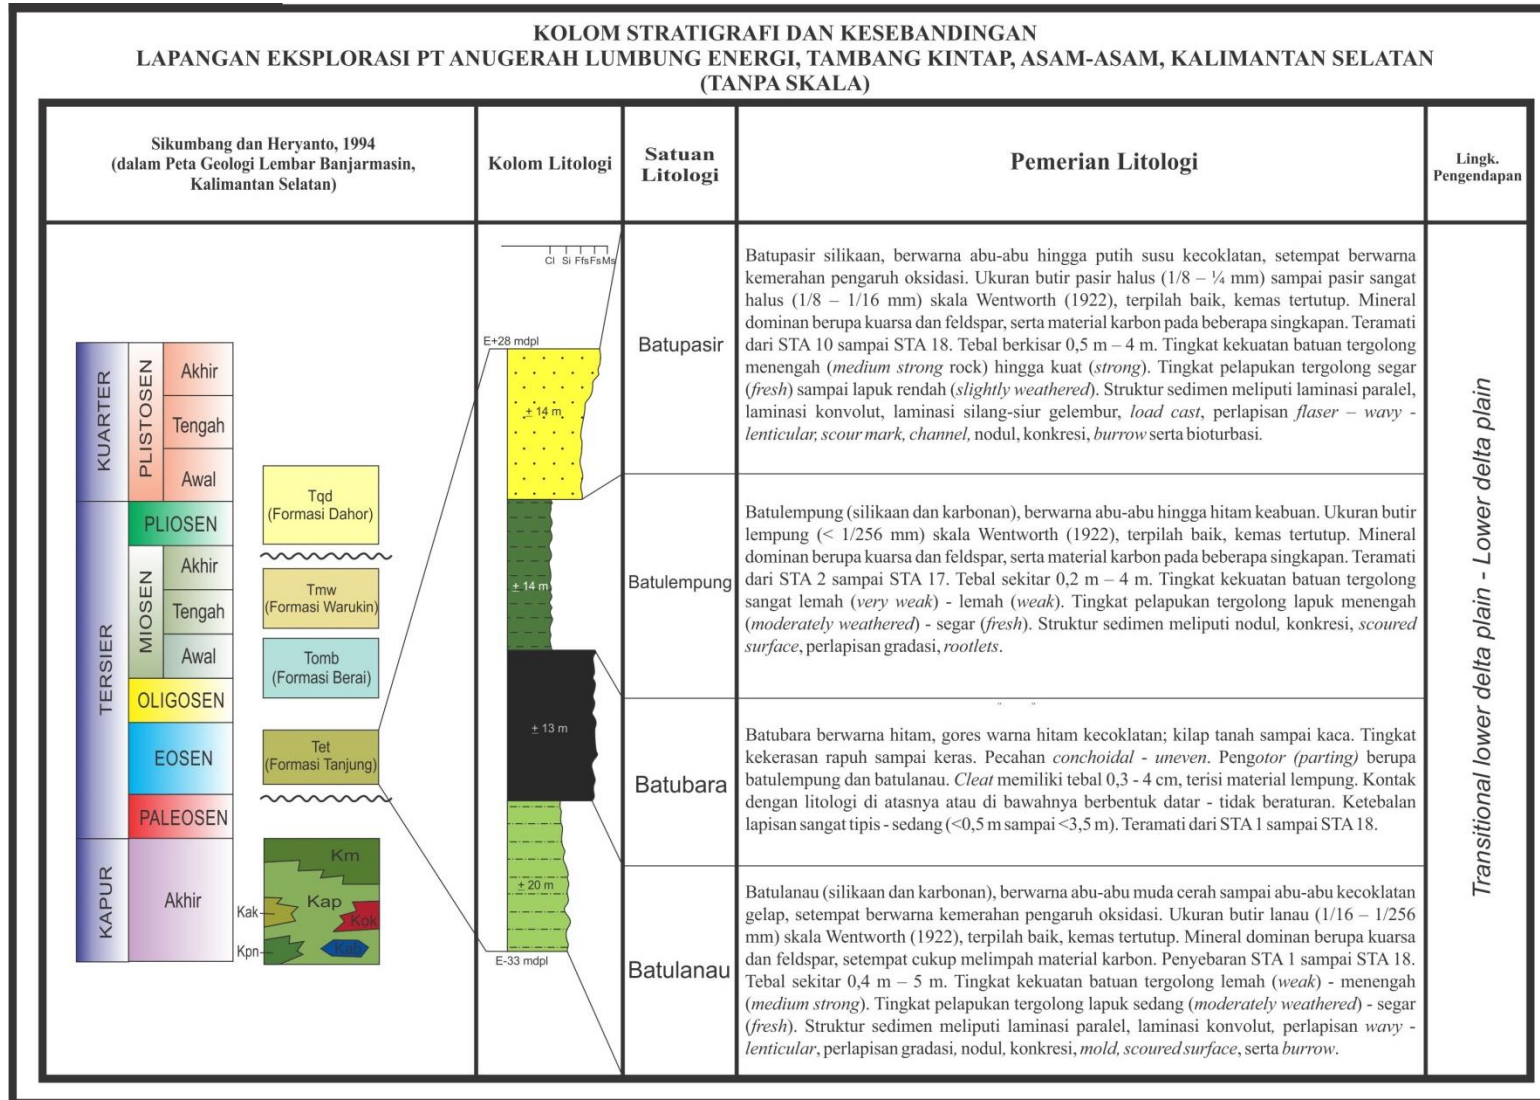 KOLOM STRATIGRAFI DAN KESEBANDINGAN
LAPANGAN EKSPLORASI PT ANUGERAH LUMBUNG ENERGI, TAMBANG KINTAP, ASAM-ASAM, KALIMANTAN SELATAN
(TANPA SKALA)
Sikumbang dan Heryanto, 1994
(dalam Peta Geologi Lembar Banjarmasin,
Kalimantan Selatan)
Kolom Litologi
Satuan
Litologi
Pemerian Litologi
Lingk.
Pengendapan
KUARTER
PLISTOSEN
Akhir
Tengah
Awal
TERSIER
PLIOSEN
MIOSEN
Akhir
Tengah
Awal
OLIGOSEN
EOSEN
PALEOSEN
KAPUR
Akhir
Tqd
(Formasi Dahor)
Tmw
(Formasi Warukin)
Tomb
(Formasi Berai)
Tet
(Formasi Tanjung)
Km
Kap
Kak
Kok
Kab
Kpn
Cl Si Ffs Fs Ms
E+28 mdpl
± 14 m
± 14 m
± 13 m
± 20 m
E-33 mdpl
Batupasir
Batupasir silikaan, berwarna abu-abu hingga putih susu kecoklatan, setempat berwarna
kemerahan pengaruh oksidasi. Ukuran butir pasir halus (1/8 – ¼ mm) sampai pasir sangat
halus (1/8 – 1/16 mm) skala Wentworth (1922), terpilah baik, kemas tertutup. Mineral
dominan berupa kuarsa dan feldspar, serta material karbon pada beberapa singkapan. Teramati
dari STA 10 sampai STA 18. Tebal berkisar 0,5 m – 4 m. Tingkat kekuatan batuan tergolong
menengah (medium strong rock) hingga kuat (strong). Tingkat pelapukan tergolong segar
(fresh) sampai lapuk rendah (slightly weathered). Struktur sedimen meliputi laminasi paralel,
laminasi konvolut, laminasi silang-siur gelembur, load cast, perlapisan flaser – wavy -
lenticular, scour mark, channel, nodul, konkresi, burrow serta bioturbasi.
Batulempung
Batulempung (silikaan dan karbonan), berwarna abu-abu hingga hitam keabuan. Ukuran butir
lempung (< 1/256 mm) skala Wentworth (1922), terpilah baik, kemas tertutup. Mineral
dominan berupa kuarsa dan feldspar, serta material karbon pada beberapa singkapan. Teramati
dari STA 2 sampai STA 17. Tebal sekitar 0,2 m – 4 m. Tingkat kekuatan batuan tergolong
sangat lemah (very weak) - lemah (weak). Tingkat pelapukan tergolong lapuk menengah
(moderately weathered) - segar (fresh). Struktur sedimen meliputi nodul, konkresi, scoured
surface, perlapisan gradasi, rootlets.
Batubara
Batubara berwarna hitam, gores warna hitam kecoklatan; kilap tanah sampai kaca. Tingkat
kekerasan rapuh sampai keras. Pecahan conchoidal - uneven. Pengotor (parting) berupa
batulempung dan batulanau. Cleat memiliki tebal 0,3 - 4 cm, terisi material lempung. Kontak
dengan litologi di atasnya atau di bawahnya berbentuk datar - tidak beraturan. Ketebalan
lapisan sangat tipis - sedang (<0,5 m sampai <3,5 m). Teramati dari STA 1 sampai STA 18.
Batulanau
Batulanau (silikaan dan karbonan), berwarna abu-abu muda cerah sampai abu-abu kecoklatan
gelap, setempat berwarna kemerahan pengaruh oksidasi. Ukuran butir lanau (1/16 – 1/256
mm) skala Wentworth (1922), terpilah baik, kemas tertutup. Mineral dominan berupa kuarsa
dan feldspar, setempat cukup melimpah material karbon. Penyebaran STA 1 sampai STA 18.
Tebal sekitar 0,4 m – 5 m. Tingkat kekuatan batuan tergolong lemah (weak) - menengah
(medium strong). Tingkat pelapukan tergolong lapuk sedang (moderately weathered) - segar
(fresh). Struktur sedimen meliputi laminasi paralel, laminasi konvolut, perlapisan wavy -
lenticular, perlapisan gradasi, nodul, konkresi, mold, scoured surface, serta burrow.
Transitional lower delta plain - Lower delta plain